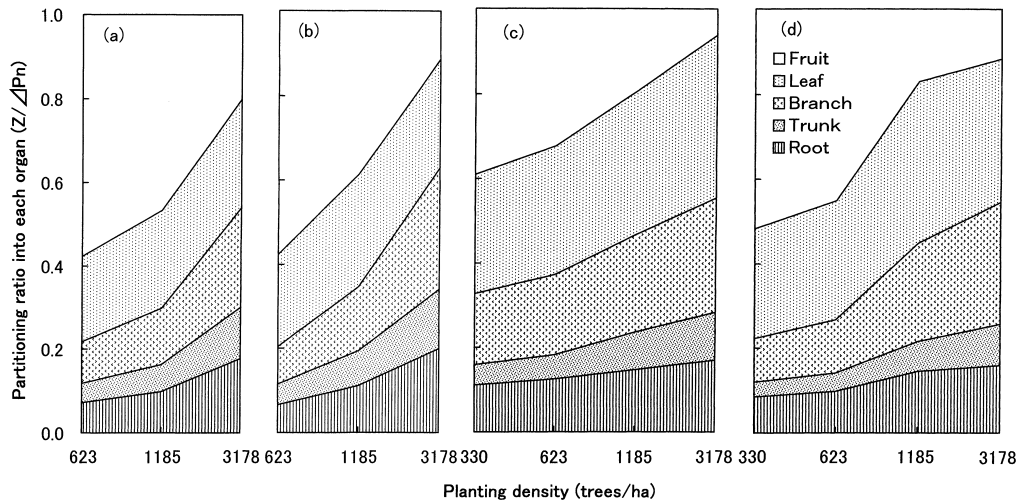 Partitioning ratio into each organ (Z/⊿Pn)
1.0
0.8
0.6
0.4
0.2
0.0
(a)
(b)
(c)
(d)
Fruit
Leaf
Branch
Trunk
Root
623 1185 3178
623 1185 3178
330 623 1185 3178
330 623 1185 3178
Planting density (trees/ha)